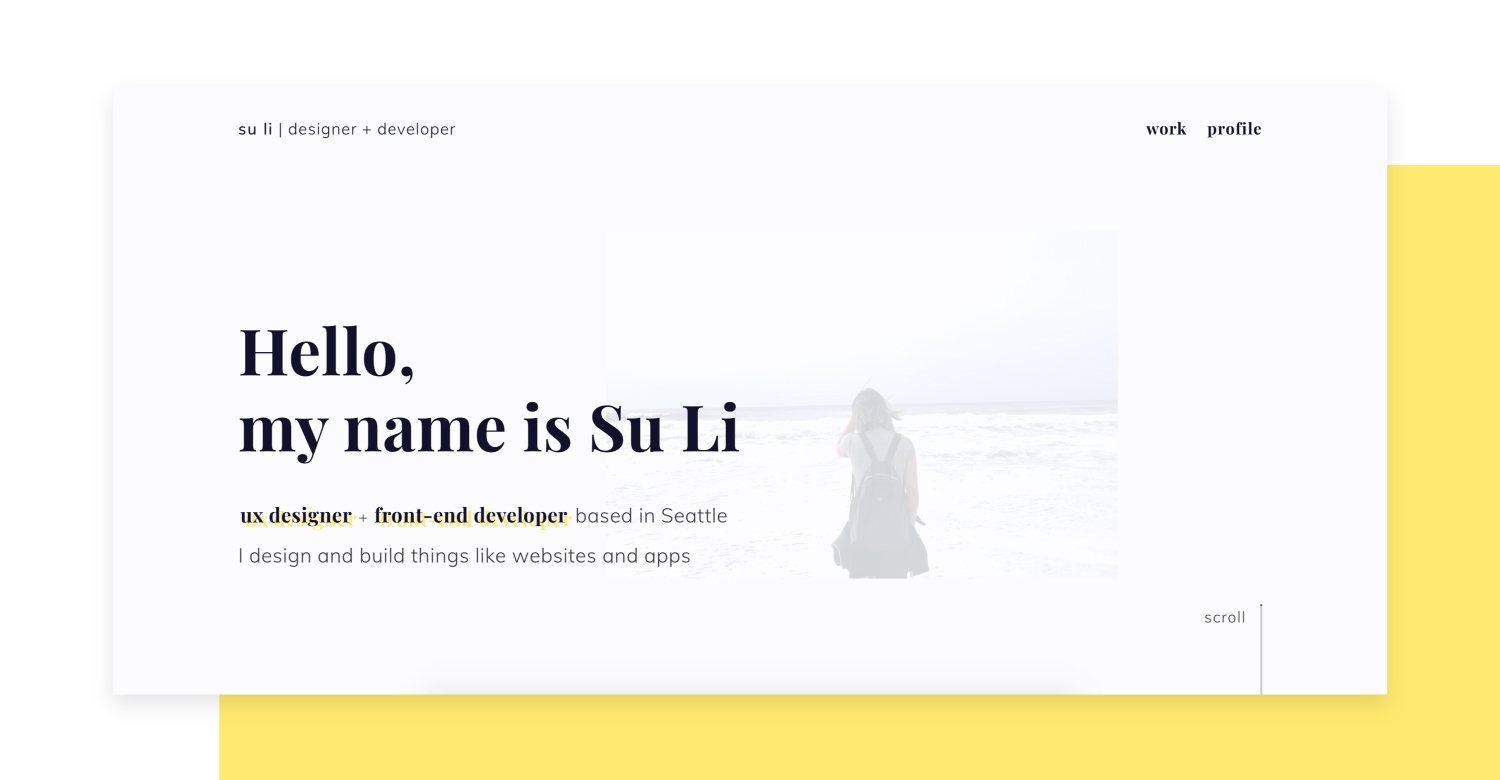 su li | designer + developer
work profile
Hello,
my name is Su Li
ux designer + front-end developer based in Seattle
I design and build things like websites and apps
scroll